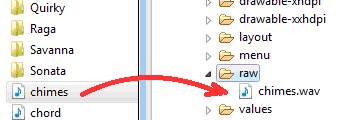 Quirky
Raga
Savanna
Sonata
chimes
chord
drawable-xhdpi
drawable-xxhdpi
layout
menu
raw
chimes.wav
values